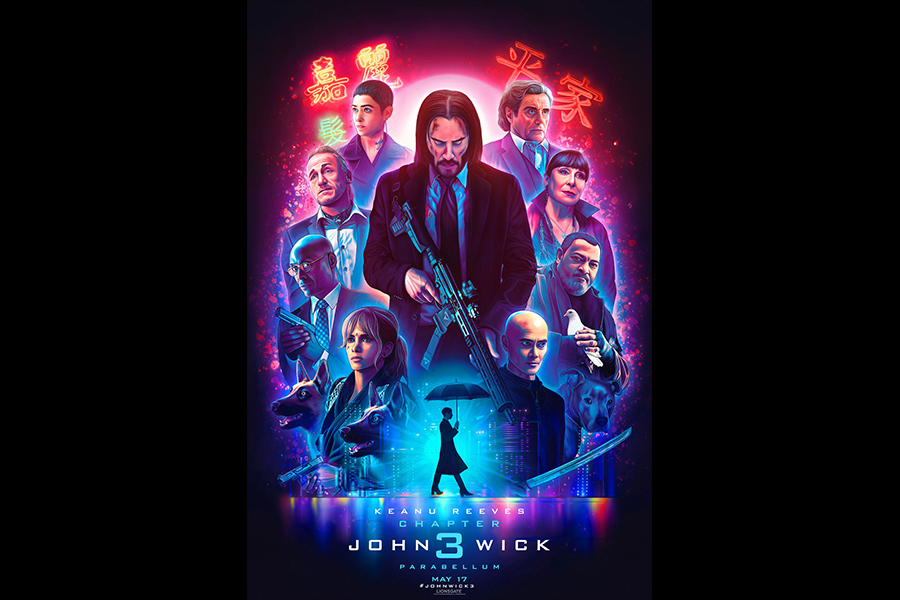 嘉麗
平家
髮
KEANU REEVES
CHAPTER
JOHN 3 WICK
PARABELLUM
MAY 17
#JOHNWICK3
LIONSGATE